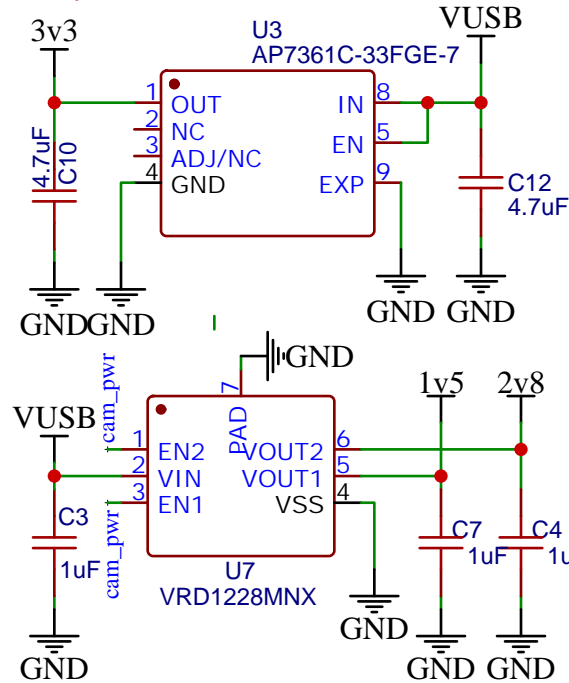 3v3
U3
AP7361C-33FGE-7
VUSB
1
OUT
2
NC
3
ADJ/NC
4
GND
8
IN
5
EN
9
EXP
4.7uF
C10
C12
4.7uF
GND
GND
GND
GND
GND
7
PAD
VUSB
cam_pwr
1
EN2
2
VIN
3
EN1
cam_pwr
6
VOUT2
5
VOUT1
4
VSS
1v5
2v8
C3
1uF
U7
VRD1228MNX
C7
1uF
C4
1u
GND
GND
GND
GND